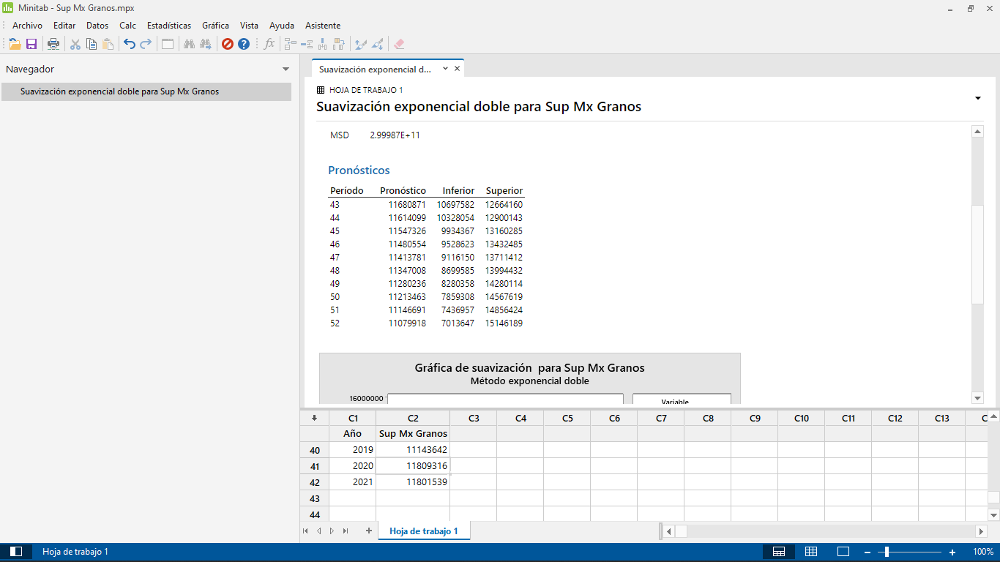 Minitab - Sup Mx Granos.mpx
Archivo Editar Datos Calc Estadísticas Gráfica Vista Ayuda Asistente
Navegador
Suavización exponencial doble para Sup Mx Granos
Suavización exponencial d...
HOJA DE TRABAJO 1
Suavización exponencial doble para Sup Mx Granos
MSD 2.99987E+11
Pronósticos
Período Pronóstico Inferior Superior
43 11680871 10697582 12664160
44 11614099 10328054 12900143
45 11547326 9934367 13160285
46 11480554 9528623 13432485
47 11413781 9116150 13711412
48 11347008 8699585 13994432
49 11280236 8280358 14280114
50 11213463 7859308 14567619
51 11146691 7436957 14856424
52 11079918 7013647 15146189
Gráfica de suavización para Sup Mx Granos
Método exponencial doble
16000000
Variable
C1 C2 C3 C4 C5 C6 C7 C8 C9 C10 C11 C12 C13 C
Año Sup Mx Granos
40 2019 11143642
41 2020 11809316
42 2021 11801539
43
44
Hoja de trabajo 1
Hoja de trabajo 1
100%